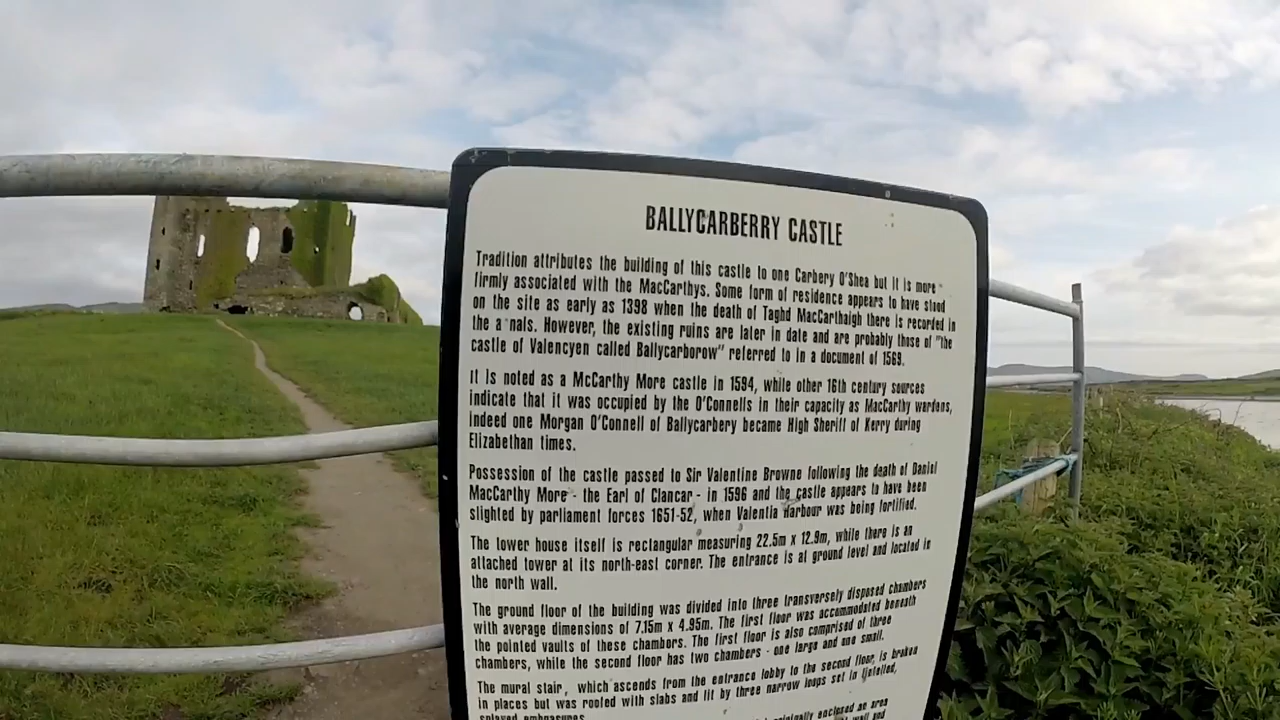 BALLYCARBERRY CASTLE
Tradition attributes the building of this castle to one Carbery O'Shea but it is more
firmly associated with the MacCarthys. Some form of residence appears to have stood
on the site as early as 1398 when the death of Taghd MacCarthaigh there is recorded in
the a nals. However, the existing ruins are later in date and are probably those of "the
castle of Valencyen called Ballycarborow" referred to in a document of 1569.
It is noted as a McCarthy More castle in 1594, while other 16th century sources
indicate that it was occupied by the O'Connells in their capacity as MacCarthy wardens,
indeed one Morgan O'Connell of Ballycarbery became High Sheriff of Kerry during
Elizabethan times.
Possession of the castle passed to Sir Valentine Browne following the death of Daniel
MacCarthy More - the Earl of Clancar - in 1596 and the castle appears to have been
slighted by parliament forces 1651-52, when Valentia Harbour was being fortified.
The lower house itself is rectangular measuring 22.5m x 12.9m, while there is an
attached tower at its north-east corner. The entrance is at ground level and located in
the north wall.
The ground floor of the building was divided into three transversely disposed chambers
with average dimensions of 7.15m x 4.95m. The first floor was accommodated beneath
the pointed vaults of these chambers. The first floor is also comprised of three
chambers, while the second floor has two chambers - one large and one small.
The mural stair, which ascends from the entrance lobby to the second floor, is broken
in places but was roofed with slabs and lit by three narrow loops set in lintelled,
splayed embrasures.
originally enclosed an area
wall and